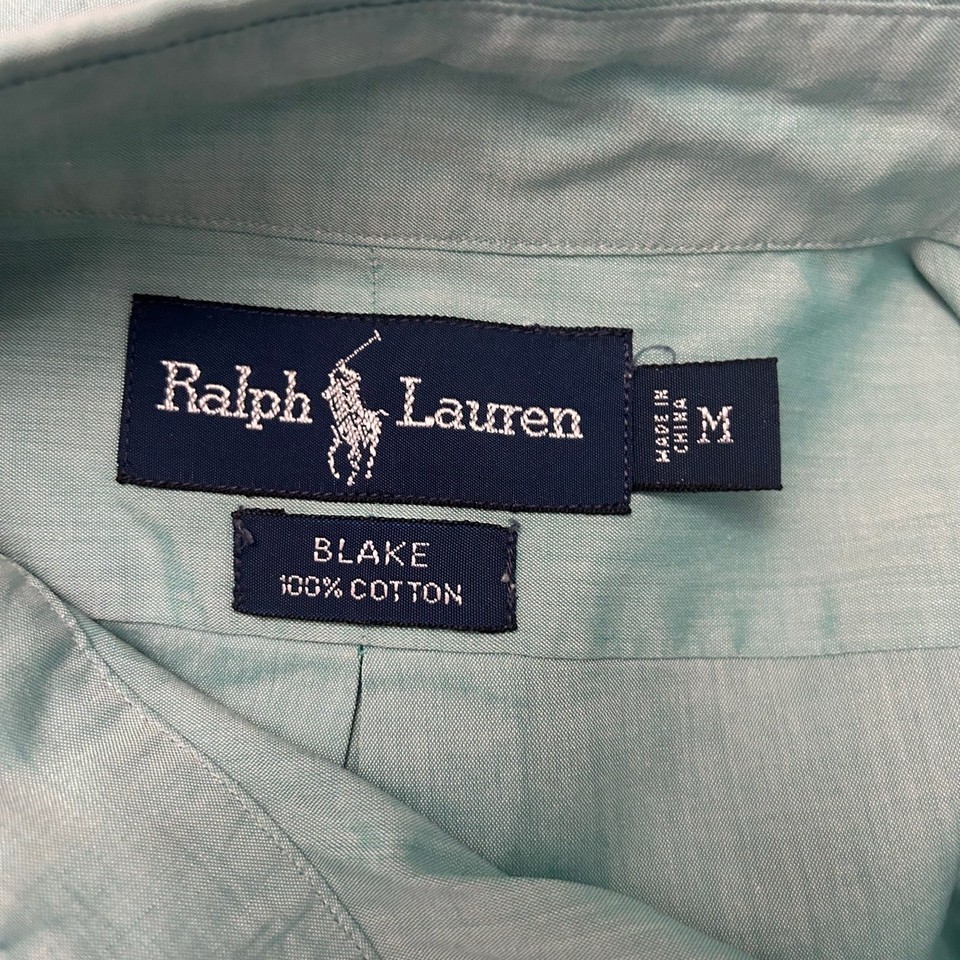 Ralph Lauren
MADE IN
CHINA
M
BLAKE
100% COTTON